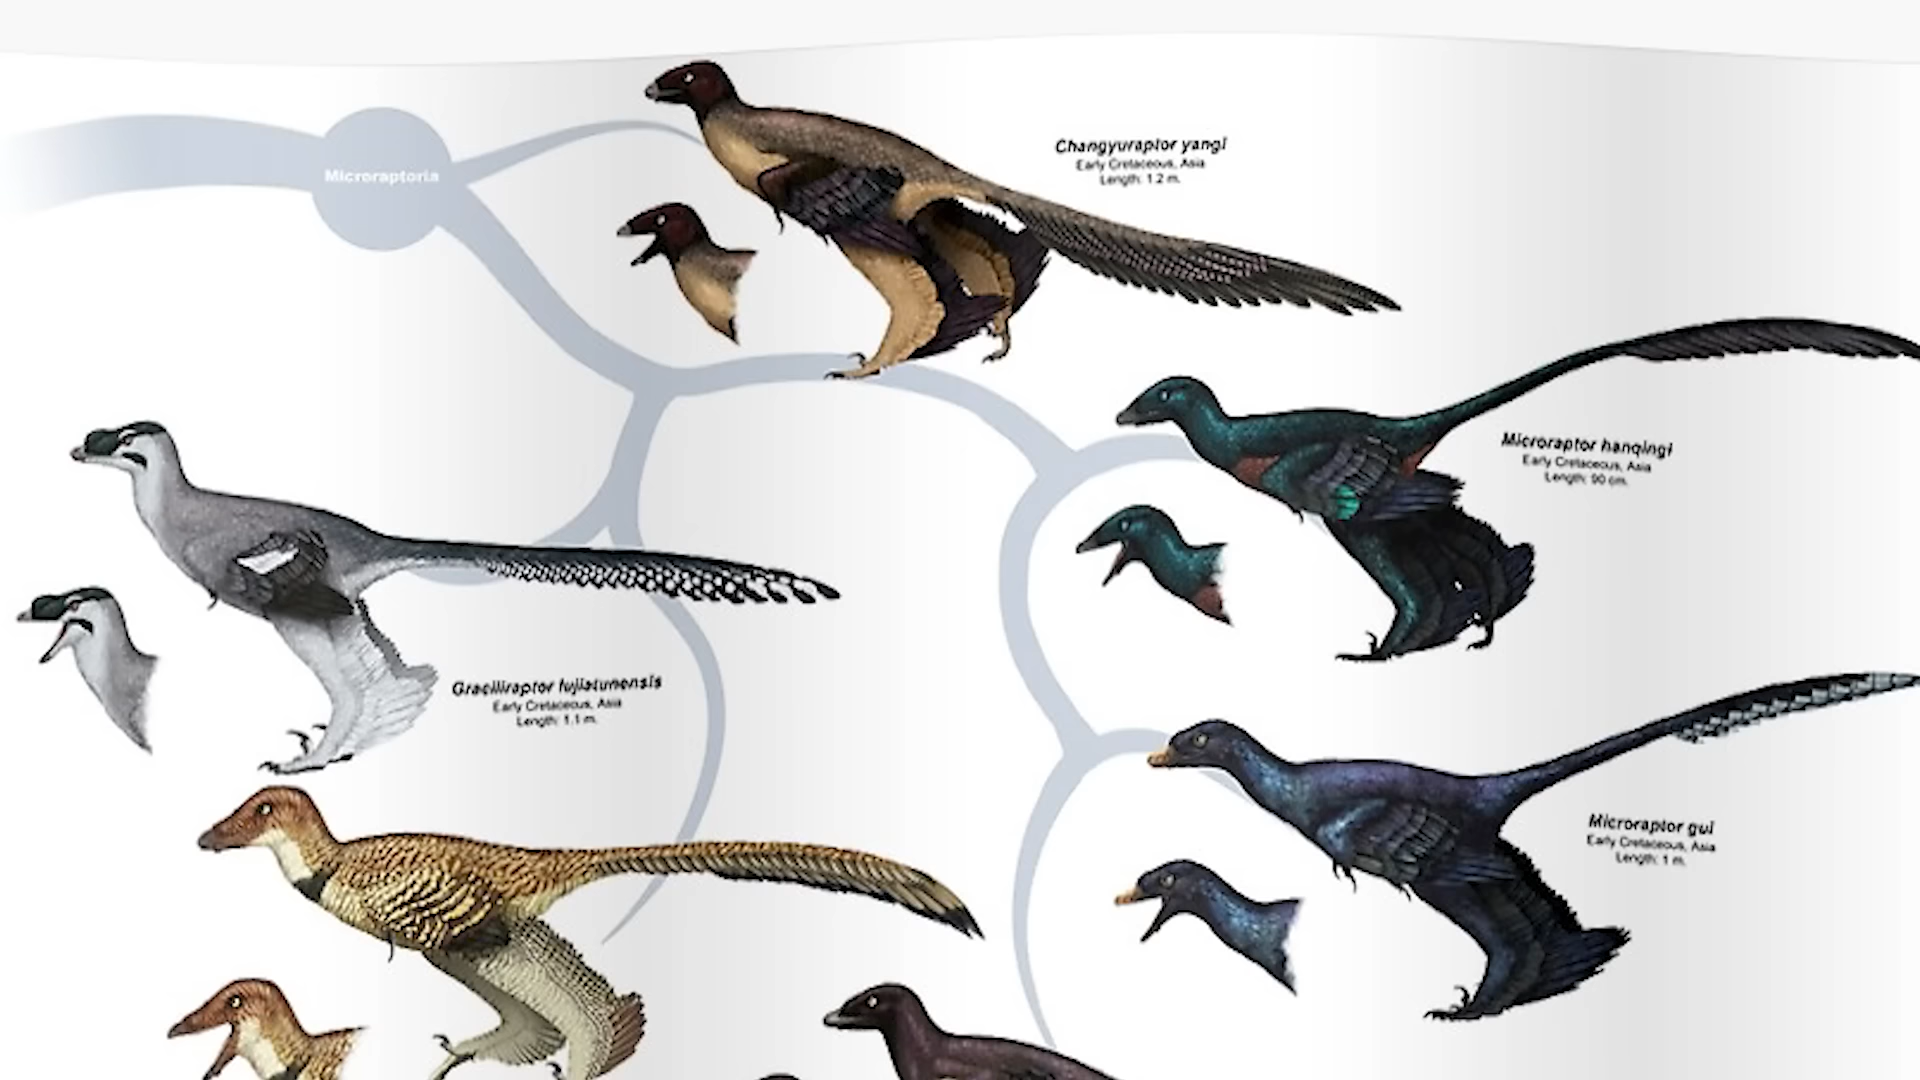 Microraptoria
Changyuraptor yangi
Early Cretaceous, Asia
Length: 1.2 m.
Microraptor hanqingi
Early Cretaceous, Asia
Length: 90 cm.
Graciliraptor lujiatunensis
Early Cretaceous, Asia
Length: 1.1 m.
Microraptor gui
Early Cretaceous, Asia
Length: 1 m.